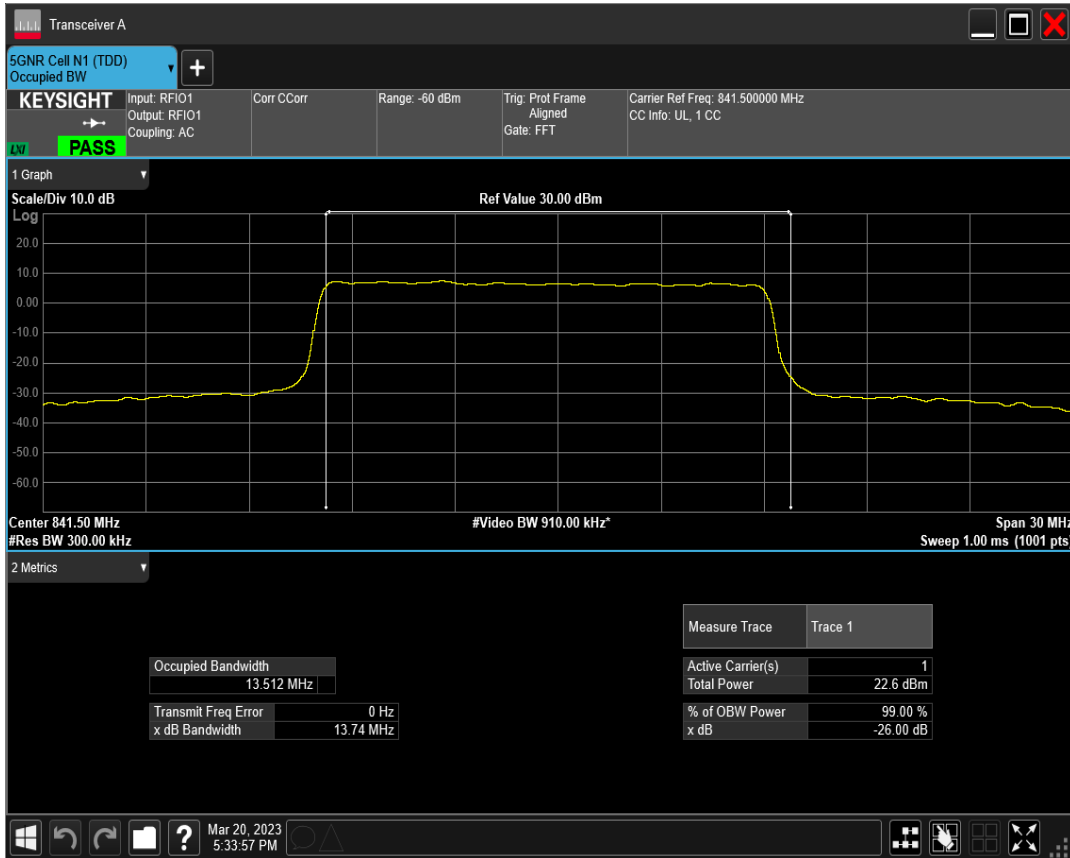 Transceiver A
5GNR Cell N1 (TDD)
Occupied BW
+
KEYSIGHT
LXI
PASS
Input: RFIO1
Output: RFIO1
Coupling: AC
Corr CCorr
Range: -60 dBm
Trig: Prot Frame
Aligned
Gate: FFT
Carrier Ref Freq: 841.500000 MHz
CC Info: UL, 1 CC
1 Graph
Scale/Div 10.0 dB
Ref Value 30.00 dBm
Log
20.0
10.0
0.00
-10.0
-20.0
-30.0
-40.0
-50.0
-60.0
Center 841.50 MHz
#Video BW 910.00 kHz*
Span 30 MHz
#Res BW 300.00 kHz
Sweep 1.00 ms (1001 pts)
2 Metrics
Measure Trace Trace 1
Occupied Bandwidth
13.512 MHz
Active Carrier(s) 1
Total Power 22.6 dBm
Transmit Freq Error 0 Hz
x dB Bandwidth 13.74 MHz
% of OBW Power 99.00 %
x dB -26.00 dB
?
Mar 20, 2023
5:33:57 PM